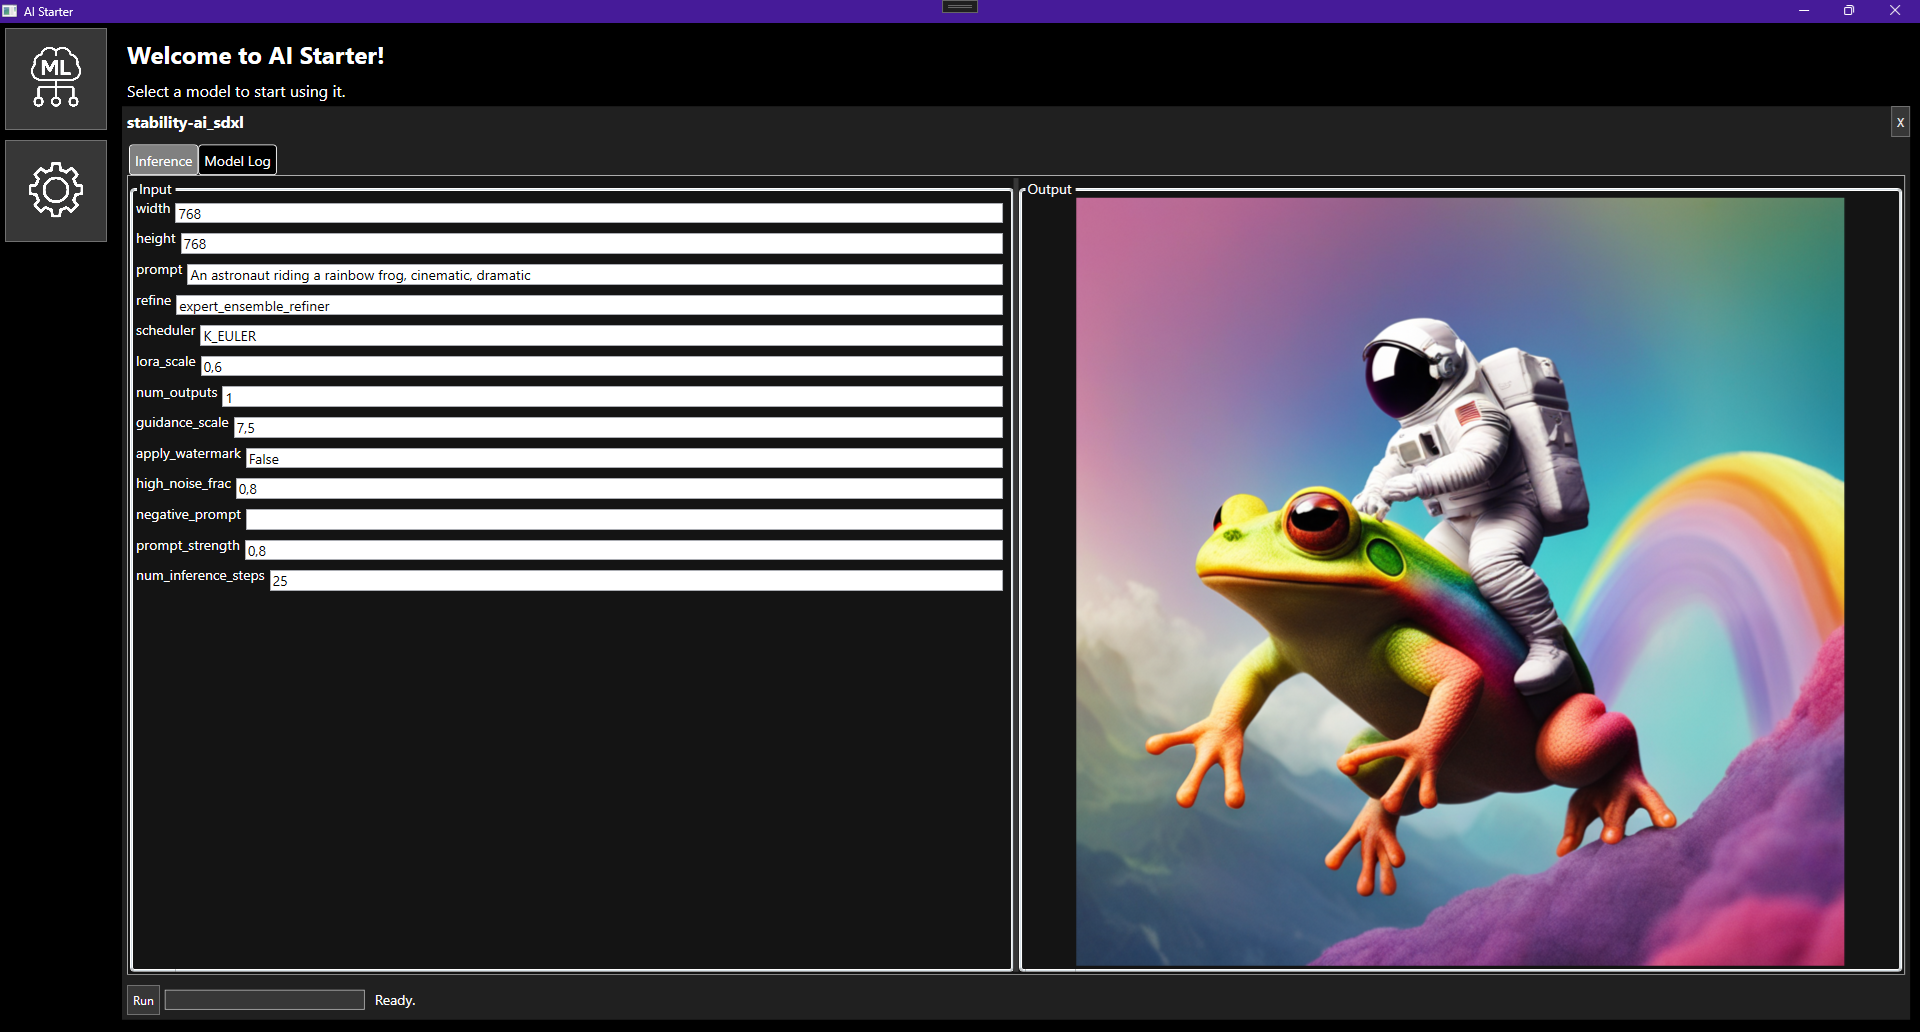 AI Starter
ML
Welcome to AI Starter!
Select a model to start using it.
stability-ai_sdxl
X
Inference
Model Log
Input
width 768
height 768
prompt An astronaut riding a rainbow frog, cinematic, dramatic
refine expert_ensemble_refiner
scheduler K_EULER
lora_scale 0,6
num_outputs 1
guidance_scale 7,5
apply_watermark False
high_noise_frac 0,8
negative_prompt
prompt_strength 0,8
num_inference_steps 25
Output
Run
Ready.